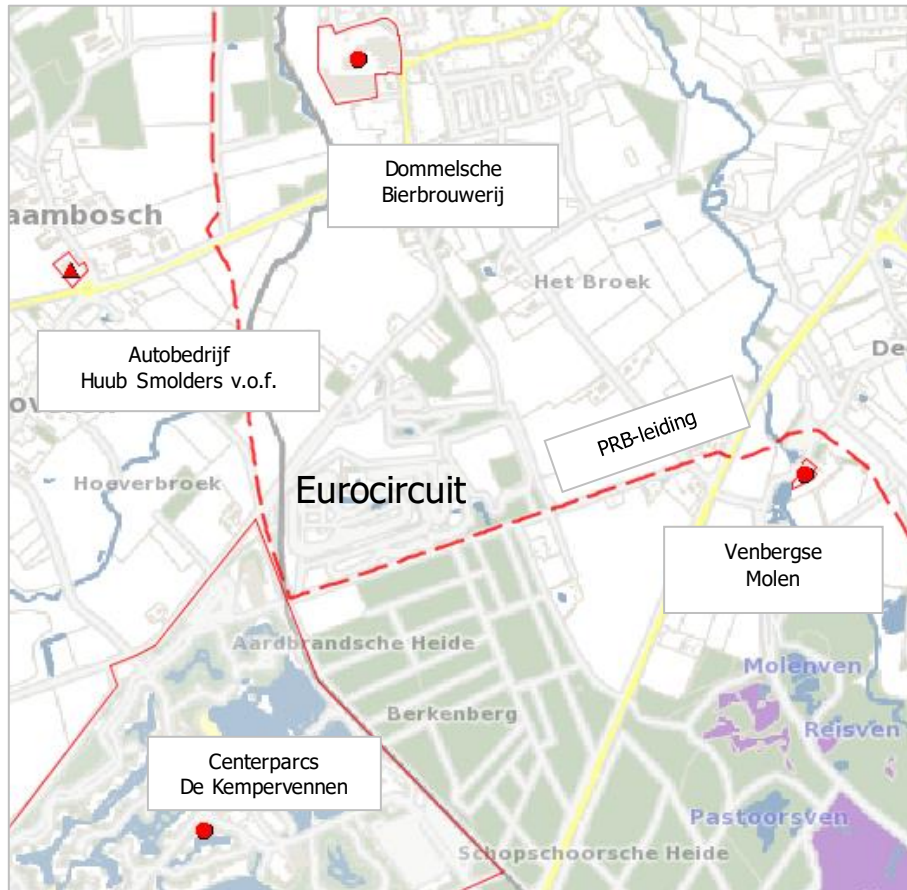 Dommelsche
Bierbrouwerij
aambosch
Het Broek
Autobedrijf
Huub Smolders v.o.f.
De
PRB-leiding
Hoeverbroek
Eurocircuit
Venbergse
Molen
Aardbrandsche Heide
Molenven
Berkenberg
Reisven
Centerparcs
De Kempervennen
Pastoorsven
Schopschoorsche Heide